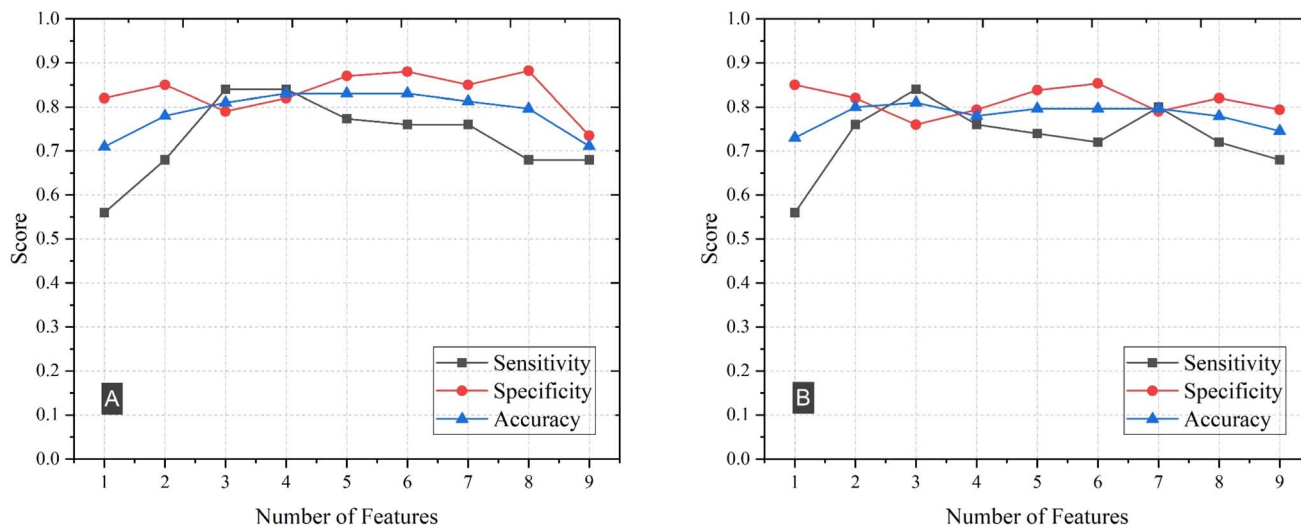 1.0
0.9
0.8
0.7
0.6
0.5
0.4
0.3
0.2
0.1
0.0
Score
A
Sensitivity
Specificity
Accuracy
1 2 3 4 5 6 7 8 9
Number of Features
1.0
0.9
0.8
0.7
0.6
0.5
0.4
0.3
0.2
0.1
0.0
Score
B
Sensitivity
Specificity
Accuracy
1 2 3 4 5 6 7 8 9
Number of Features